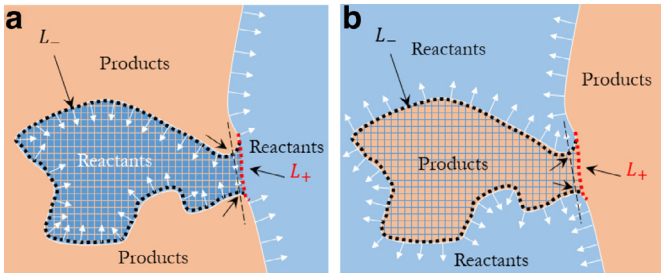 a
L₋
Products
Reactants
Reactants
L₊
Products
b
L₋
Reactants
Products
Products
L₊
Reactants